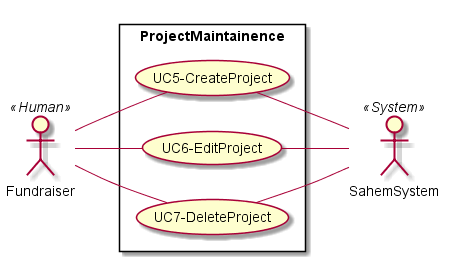 ProjectMaintainence
UC5-CreateProject
«Human»
«System»
UC6-EditProject
Fundraiser
SahemSystem
UC7-DeleteProject